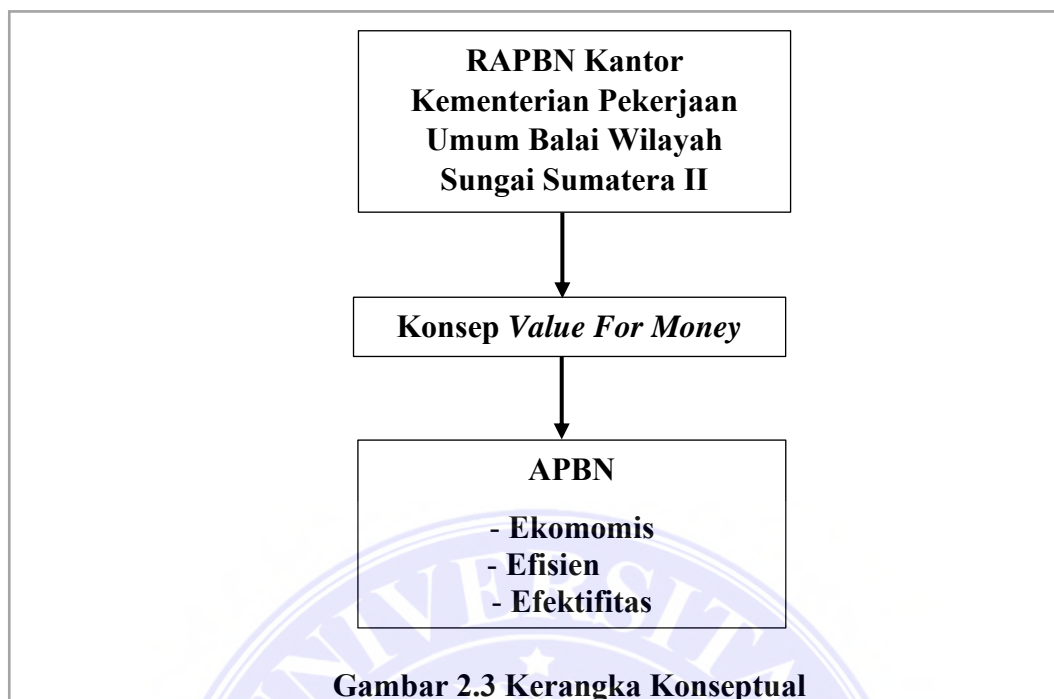 RAPBN Kantor
Kementerian Pekerjaan
Umum Balai Wilayah
Sungai Sumatera II
Konsep Value For Money
APBN
- Ekomomis
- Efisien
- Efektifitas
UNIVERSITA
Gambar 2.3 Kerangka Konseptual